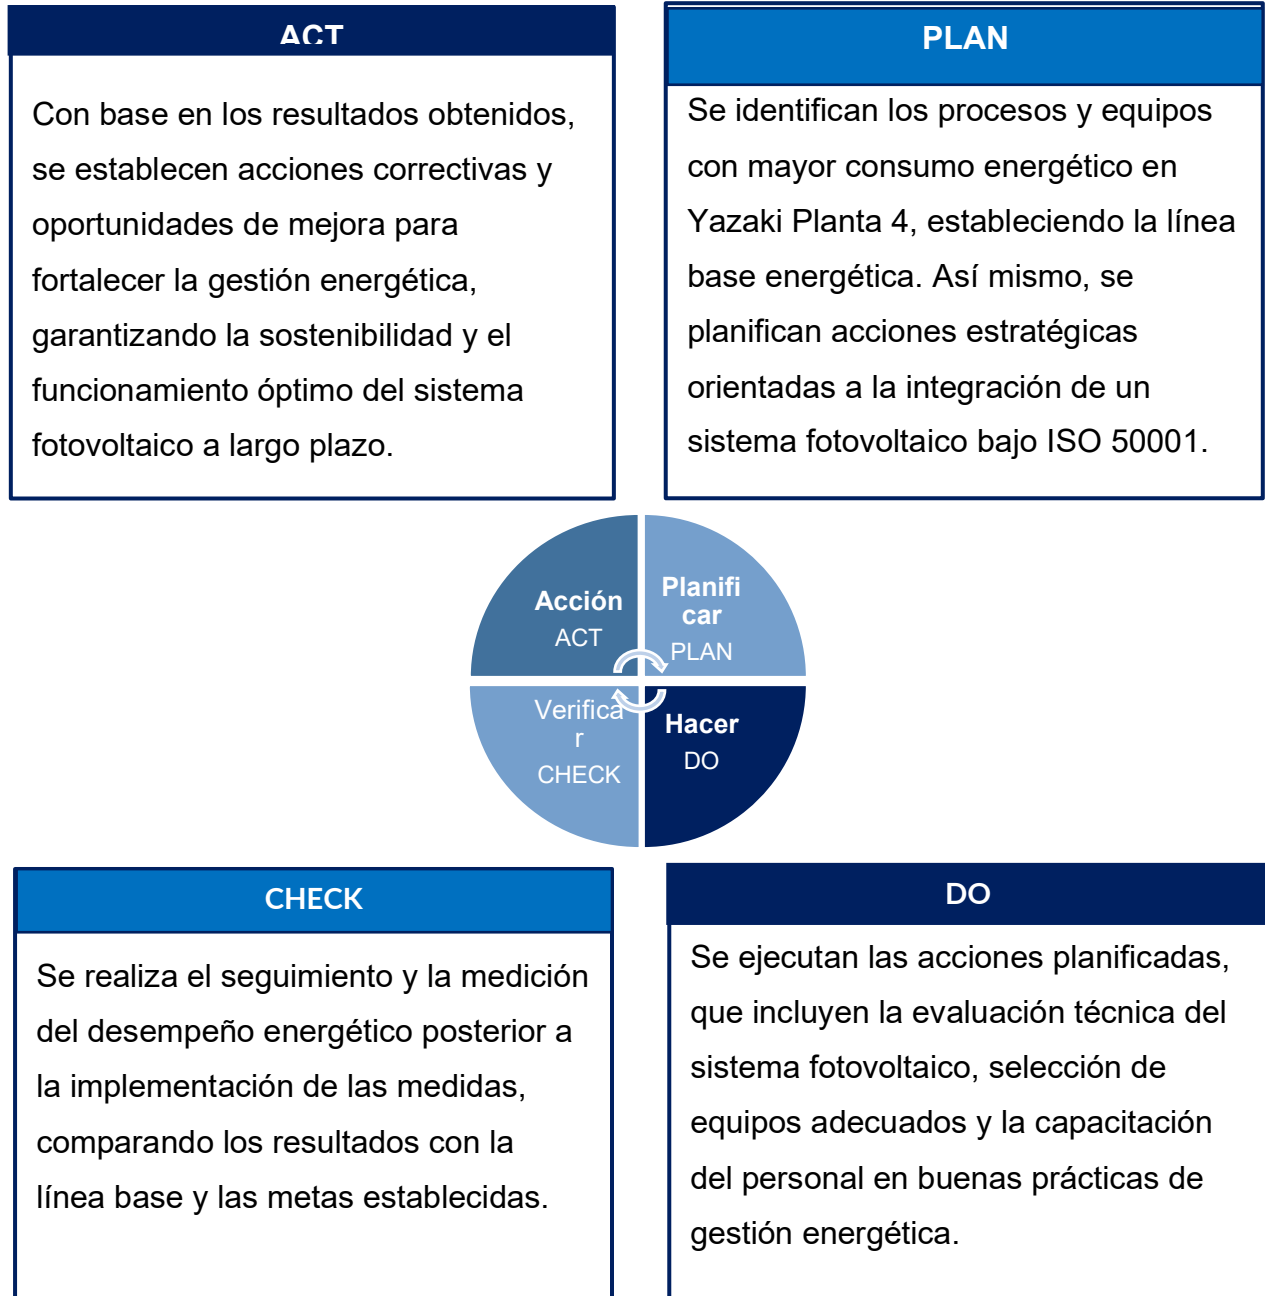 ACT
Con base en los resultados obtenidos,
se establecen acciones correctivas y
oportunidades de mejora para
fortalecer la gestión energética,
garantizando la sostenibilidad y el
funcionamiento óptimo del sistema
fotovoltaico a largo plazo.
PLAN
Se identifican los procesos y equipos
con mayor consumo energético en
Yazaki Planta 4, estableciendo la línea
base energética. Así mismo, se
planifican acciones estratégicas
orientadas a la integración de un
sistema fotovoltaico bajo ISO 50001.
Acción
ACT
Planifi
car
PLAN
Verifica
r
CHECK
Hacer
DO
CHECK
Se realiza el seguimiento y la medición
del desempeño energético posterior a
la implementación de las medidas,
comparando los resultados con la
línea base y las metas establecidas.
DO
Se ejecutan las acciones planificadas,
que incluyen la evaluación técnica del
sistema fotovoltaico, selección de
equipos adecuados y la capacitación
del personal en buenas prácticas de
gestión energética.